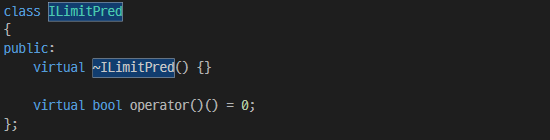 class ILimitPred
{
public:
    virtual ~ILimitPred() {}
    virtual bool operator()() = 0;
};